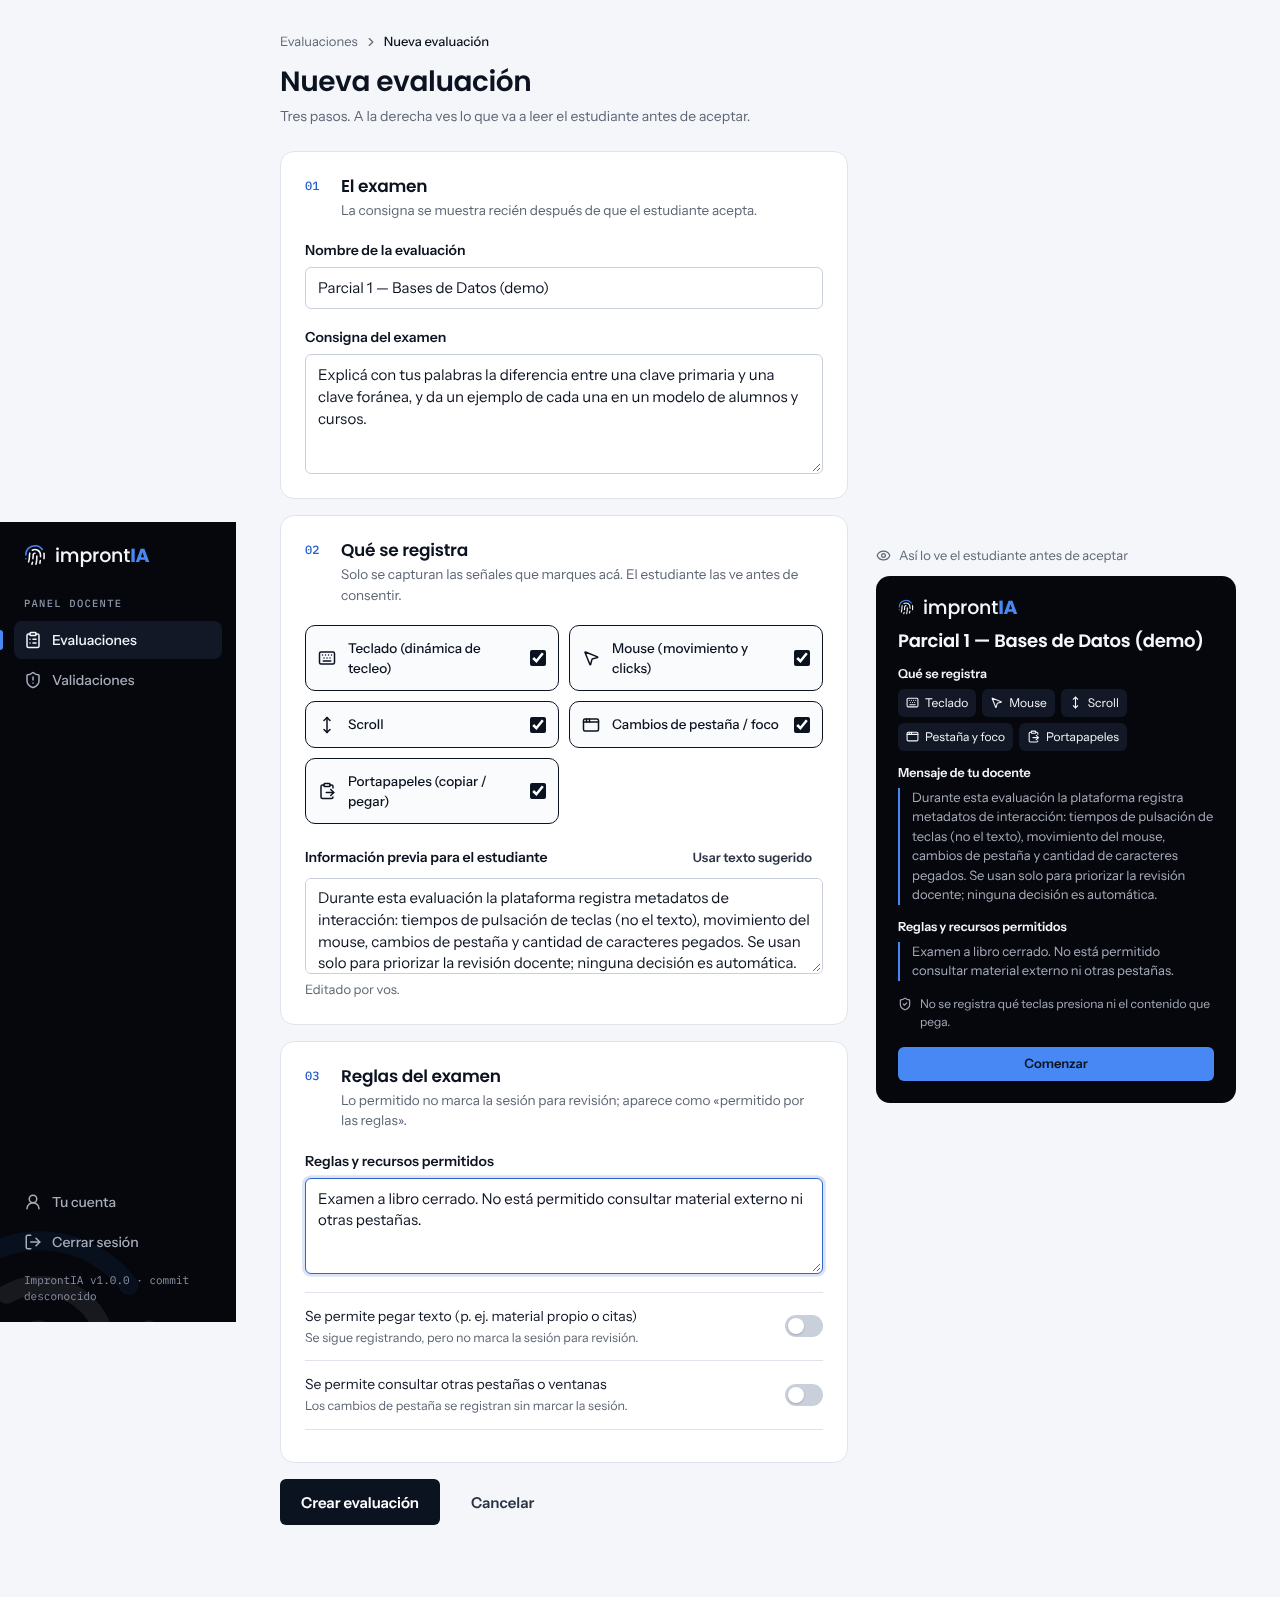 Evaluaciones > Nueva evaluación
Nueva evaluación
Tres pasos. A la derecha ves lo que va a leer el estudiante antes de aceptar.
01 El examen
La consigna se muestra recién después de que el estudiante acepta.
Nombre de la evaluación
Parcial 1 — Bases de Datos (demo)
Consigna del examen
Explicá con tus palabras la diferencia entre una clave primaria y una
clave foránea, y da un ejemplo de cada una en un modelo de alumnos y
cursos.
improntIA
PANEL DOCENTE
Evaluaciones
Validaciones
Tu cuenta
Cerrar sesión
ImprontIA v1.0.0 · commit
desconocido
02 Qué se registra
Solo se capturan las señales que marques acá. El estudiante las ve antes de
consentir.
Teclado (dinámica de
tecleo)
Mouse (movimiento y
clicks)
Scroll
Cambios de pestaña / foco
Portapapeles (copiar /
pegar)
Información previa para el estudiante
Usar texto sugerido
Durante esta evaluación la plataforma registra metadatos de
interacción: tiempos de pulsación de teclas (no el texto), movimiento del
mouse, cambios de pestaña y cantidad de caracteres pegados. Se usan
solo para priorizar la revisión docente; ninguna decisión es automática.
Editado por vos.
03 Reglas del examen
Lo permitido no marca la sesión para revisión; aparece como «permitido por
las reglas».
Reglas y recursos permitidos
Examen a libro cerrado. No está permitido consultar material externo ni
otras pestañas.
Se permite pegar texto (p. ej. material propio o citas)
Se sigue registrando, pero no marca la sesión para revisión.
Se permite consultar otras pestañas o ventanas
Los cambios de pestaña se registran sin marcar la sesión.
Crear evaluación
Cancelar
Así lo ve el estudiante antes de aceptar
improntIA
Parcial 1 — Bases de Datos (demo)
Qué se registra
Teclado
Mouse
Scroll
Pestaña y foco
Portapapeles
Mensaje de tu docente
Durante esta evaluación la plataforma registra
metadatos de interacción: tiempos de pulsación de
teclas (no el texto), movimiento del mouse,
cambios de pestaña y cantidad de caracteres
pegados. Se usan solo para priorizar la revisión
docente; ninguna decisión es automática.
Reglas y recursos permitidos
Examen a libro cerrado. No está permitido
consultar material externo ni otras pestañas.
No se registra qué teclas presiona ni el contenido que
pega.
Comenzar